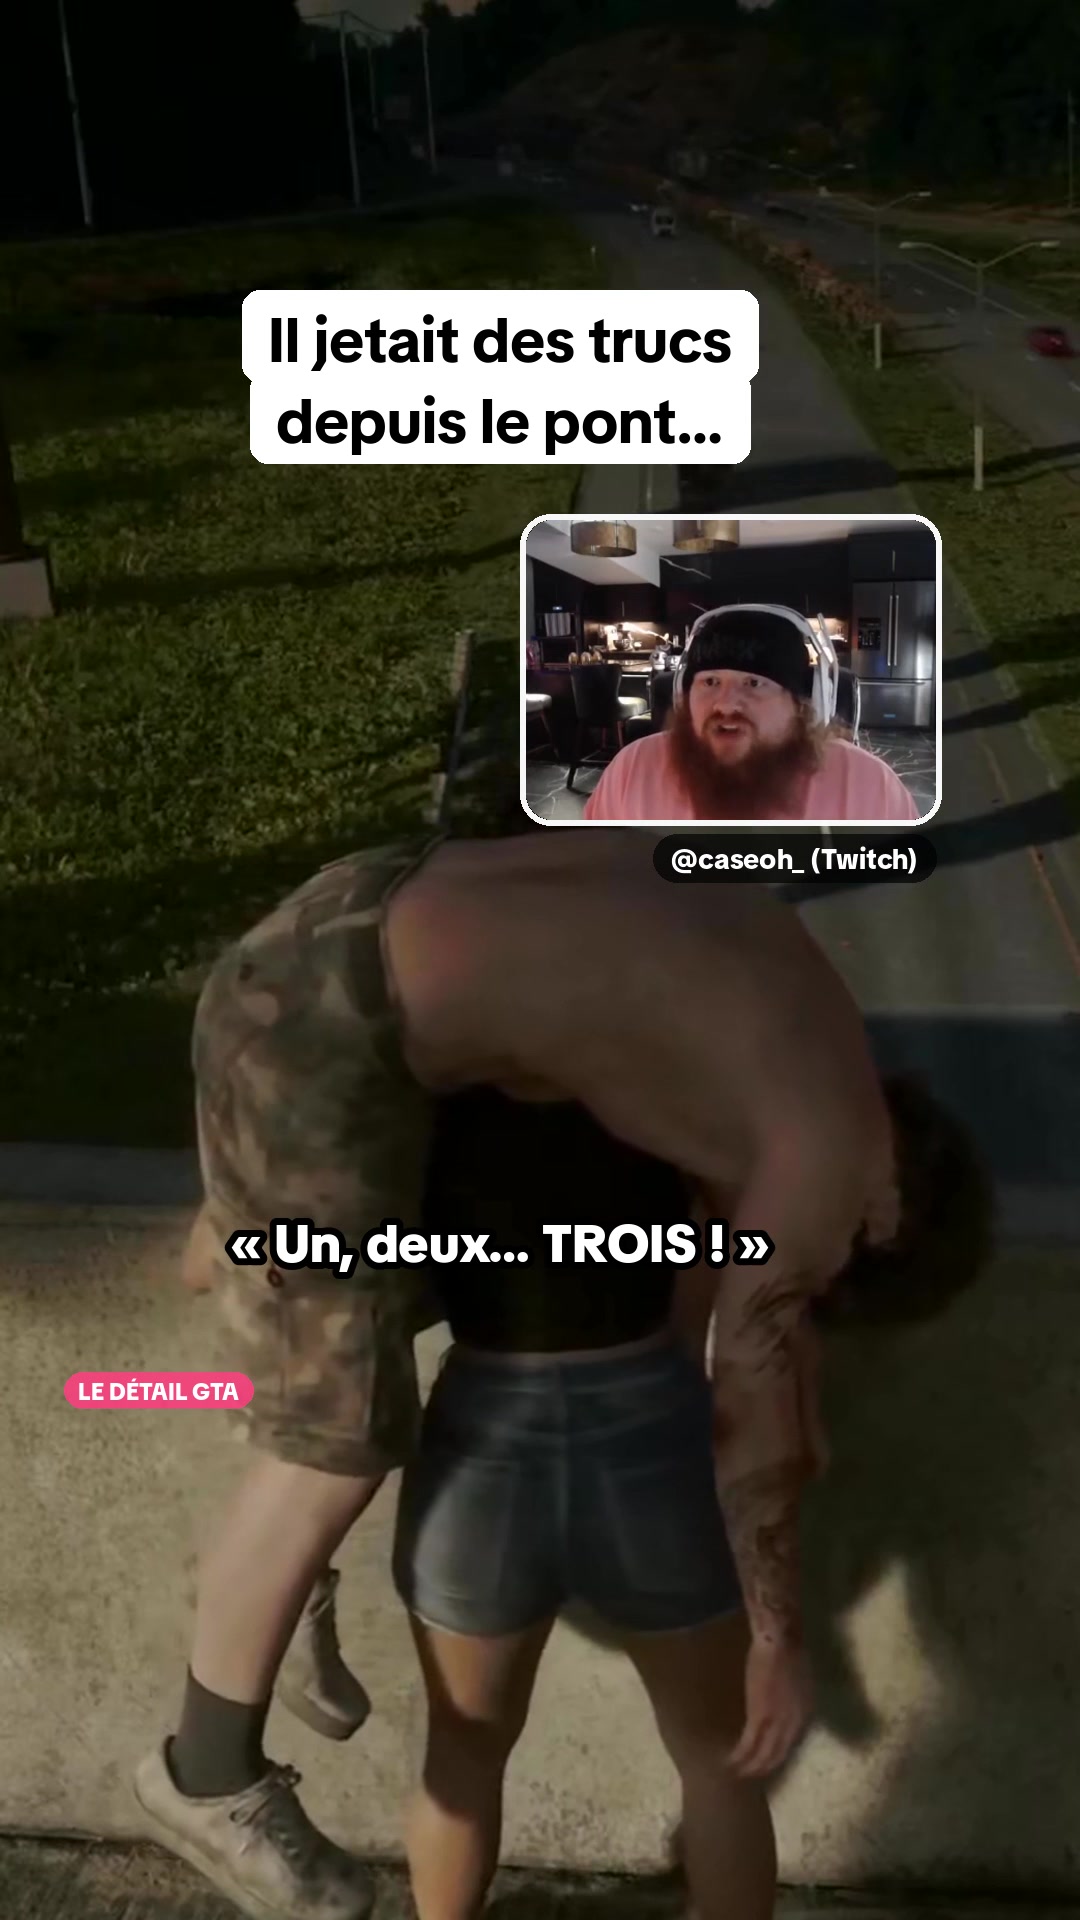 Il jetait des trucs
depuis le pont...
@caseoh_ (Twitch)
« Un, deux... TROIS ! »
LE DÉTAIL GTA